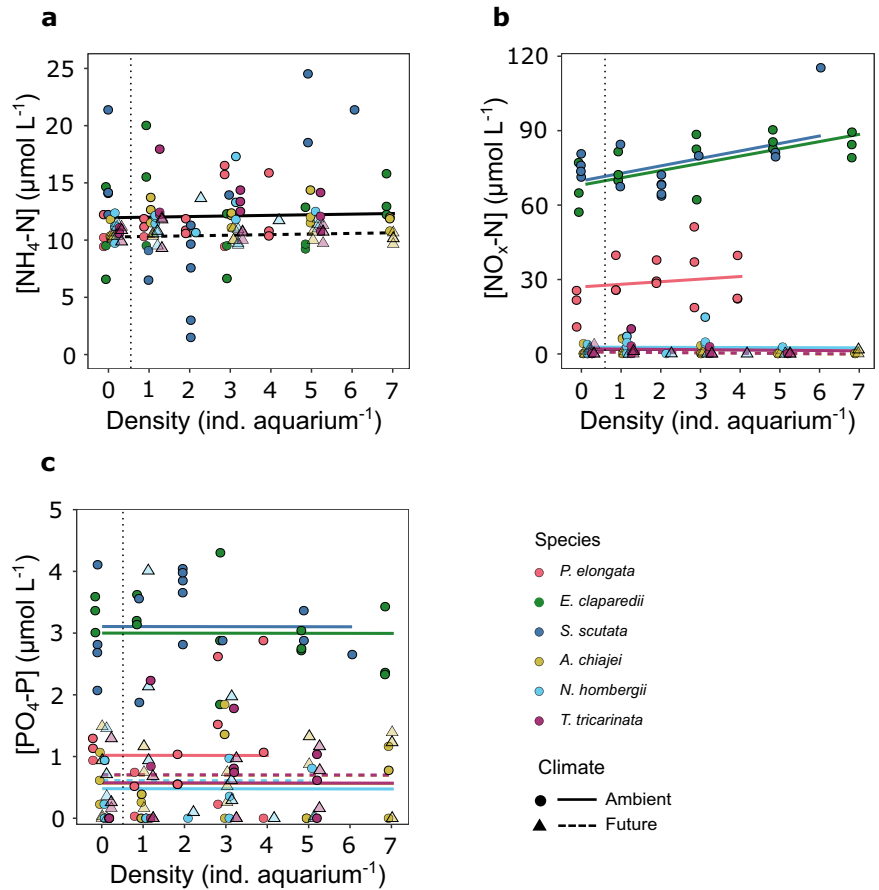 a
[NH₄-N] (µmol L⁻¹)
25
20
15
10
5
0
0 1 2 3 4 5 6 7
Density (ind. aquarium⁻¹)
b
[NOₓ-N] (µmol L⁻¹)
120
90
60
30
0
0 1 2 3 4 5 6 7
Density (ind. aquarium⁻¹)
c
[PO₄-P] (µmol L⁻¹)
5
4
3
2
1
0
0 1 2 3 4 5 6 7
Density (ind. aquarium⁻¹)
Species
P. elongata
E. claparedii
S. scutata
A. chiajei
N. hombergii
T. tricarinata
Climate
Ambient
Future